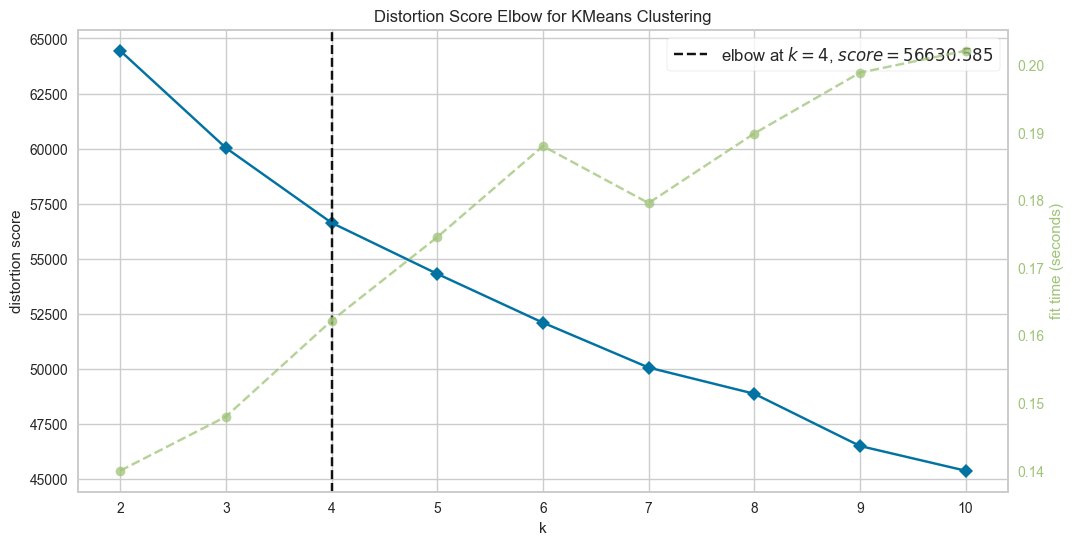 Distortion Score Elbow for KMeans Clustering
elbow at k = 4, score = 56630.585
65000
62500
60000
57500
55000
52500
50000
47500
45000
distortion score
0.20
0.19
0.18
0.17
0.16
0.15
0.14
fit time (seconds)
2 3 4 5 6 7 8 9 10
k